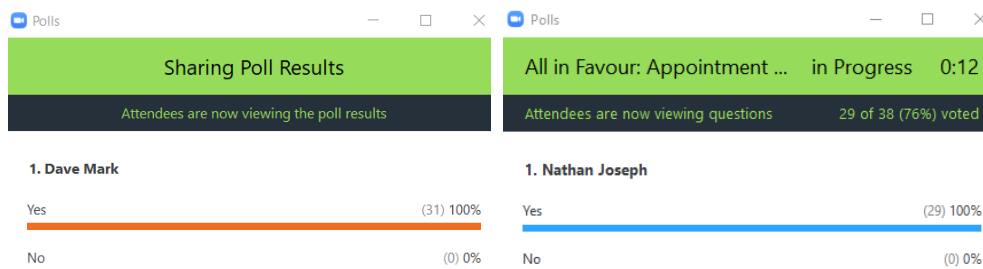 Polls
Sharing Poll Results
Attendees are now viewing the poll results
1. Dave Mark
Yes (31) 100%
No (0) 0%
Polls
All in Favour: Appointment ... in Progress 0:12
Attendees are now viewing questions 29 of 38 (76%) voted
1. Nathan Joseph
Yes (29) 100%
No (0) 0%